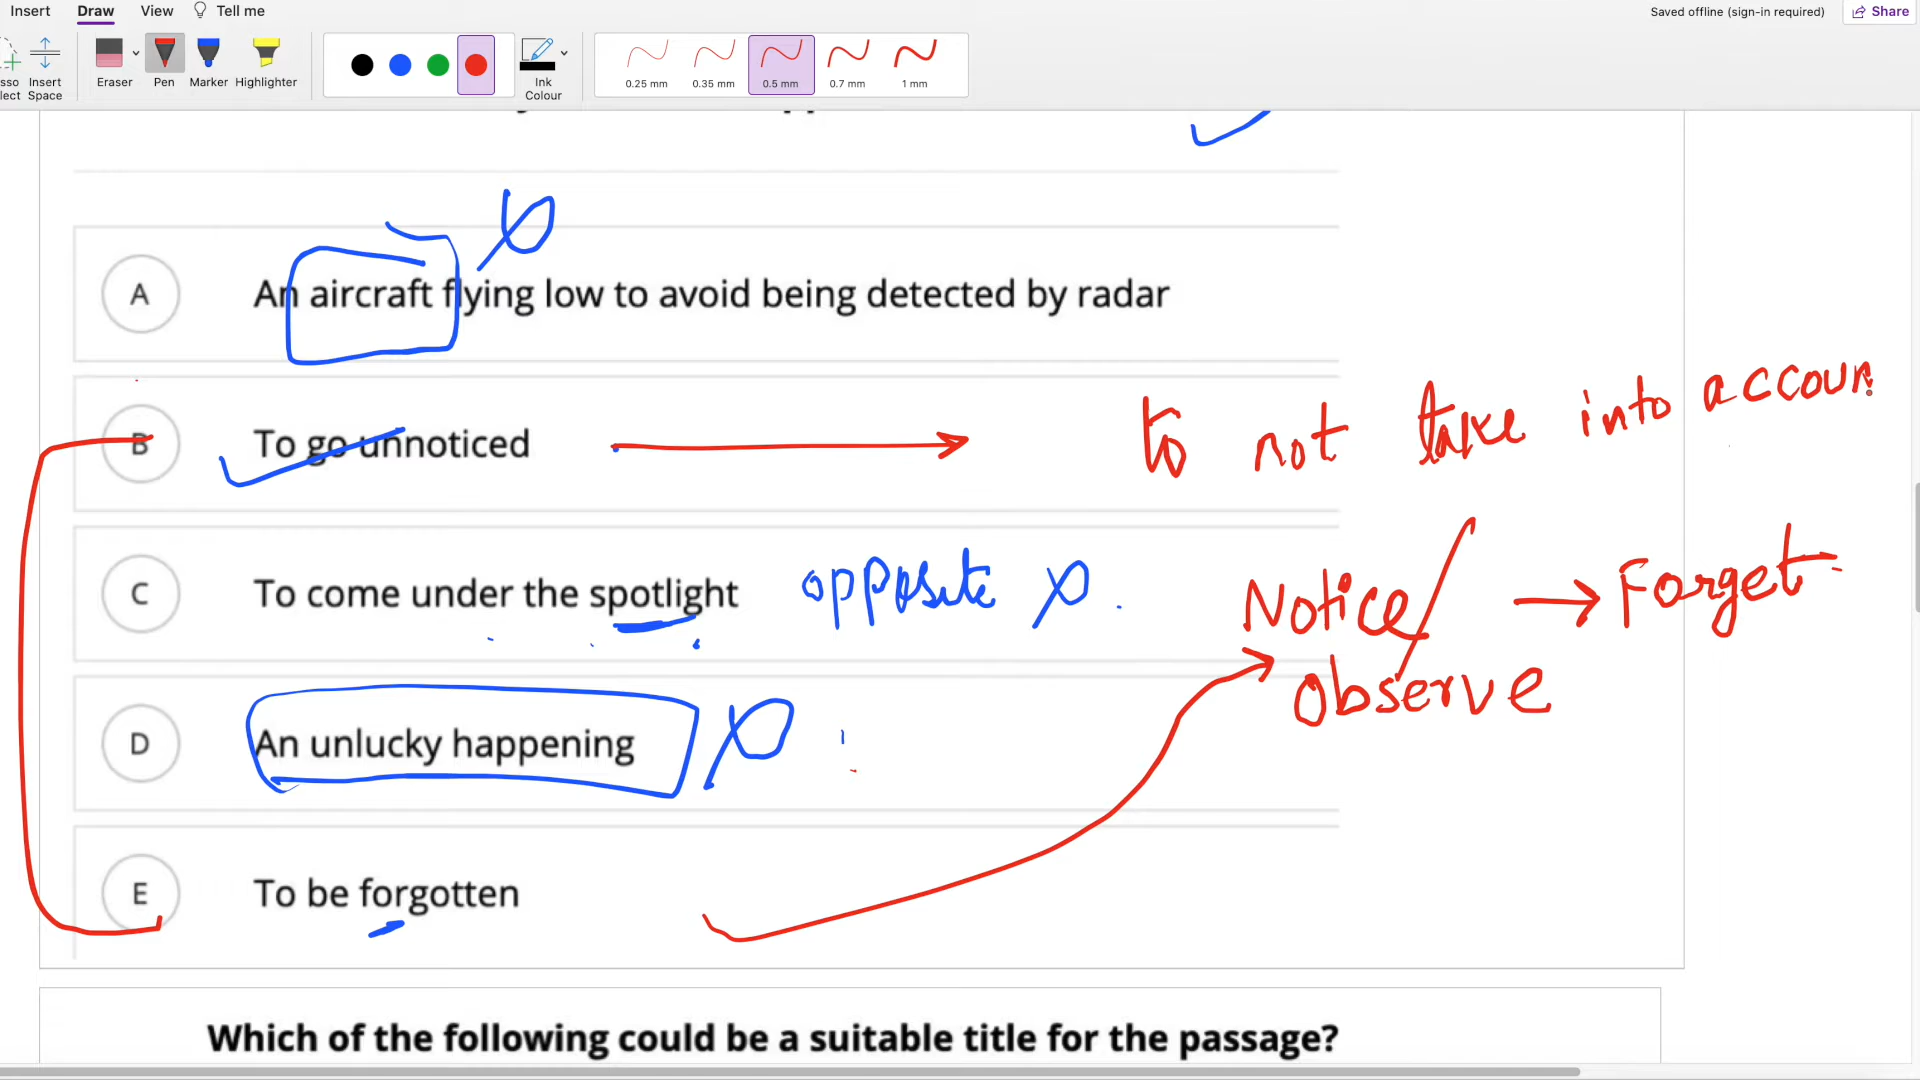 Insert Draw View Tell me Saved offline (sign-in required) Share
Lasso Select Insert Space Eraser Pen Marker Highlighter Ink Colour 0.25 mm 0.35 mm 0.5 mm 0.7 mm 1 mm
A An aircraft flying low to avoid being detected by radar
B To go unnoticed to not take into accoun
C To come under the spotlight opposite Notice/ observe → Forget
D An unlucky happening
E To be forgotten
Which of the following could be a suitable title for the passage?